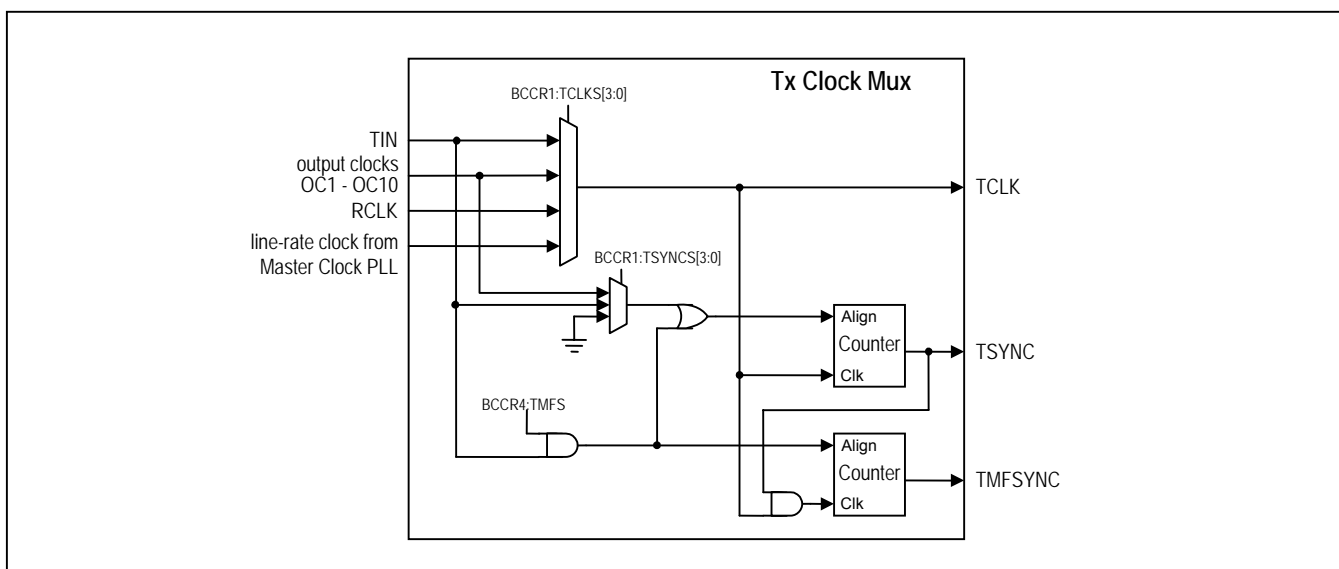 Tx Clock Mux
BCCR1:TCLKS[3:0]
TIN
output clocks
OC1 - OC10
RCLK
line-rate clock from
Master Clock PLL
TCLK
BCCR1:TSYNCS[3:0]
Align
Counter
Clk
TSYNC
BCCR4:TMFS
Align
Counter
Clk
TMFSYNC